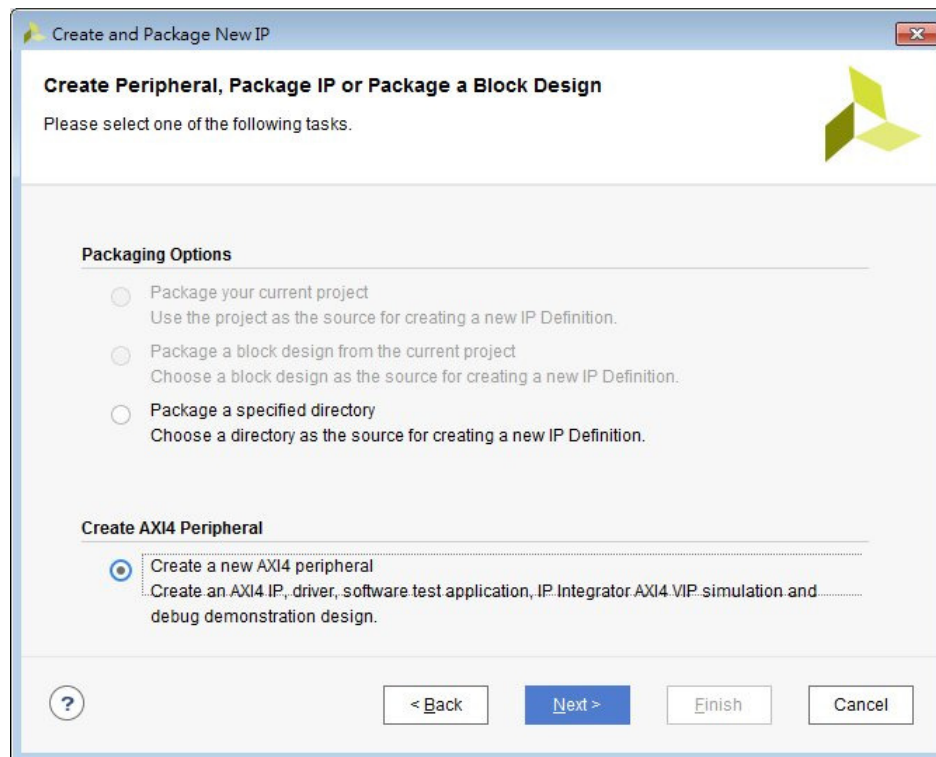 Create and Package New IP
Create Peripheral, Package IP or Package a Block Design
Please select one of the following tasks.
Packaging Options
Package your current project
Use the project as the source for creating a new IP Definition.
Package a block design from the current project
Choose a block design as the source for creating a new IP Definition.
Package a specified directory
Choose a directory as the source for creating a new IP Definition.
Create AXI4 Peripheral
Create a new AXI4 peripheral
Create an AXI4 IP, driver, software test application, IP Integrator AXI4 VIP simulation and
debug demonstration design.
? < Back Next > Finish Cancel